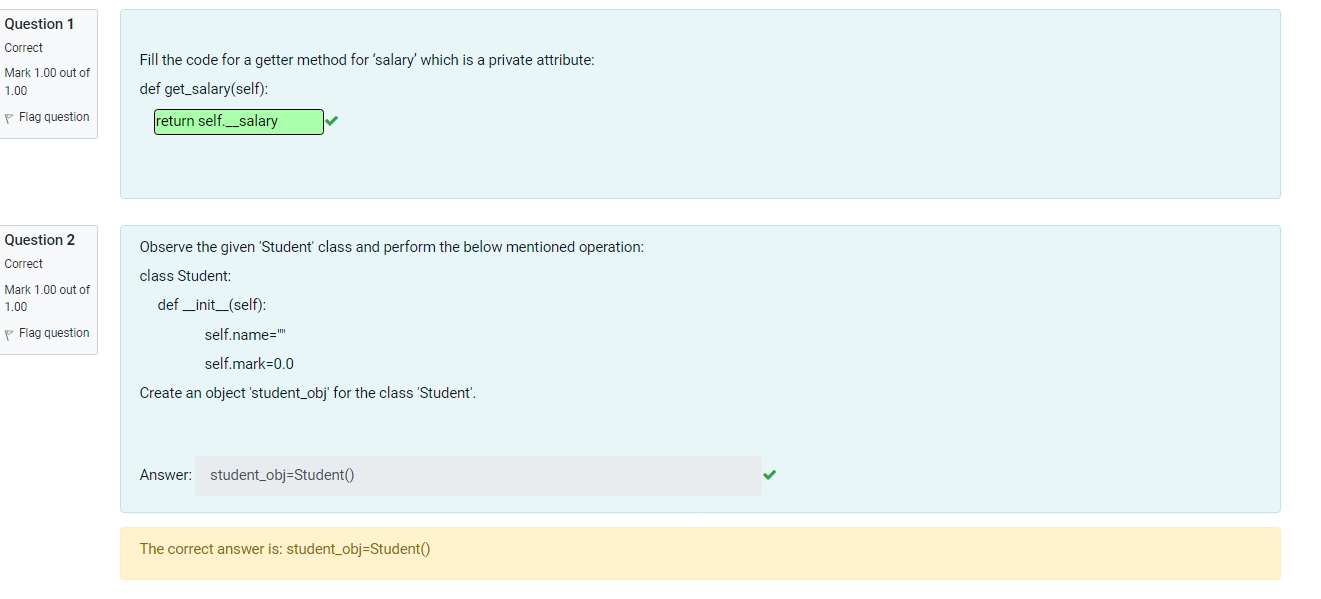 Question 1
Correct
Mark 1.00 out of
1.00
Flag question
Fill the code for a getter method for ‘salary’ which is a private attribute:
def get_salary(self):
return self.__salary
Question 2
Correct
Mark 1.00 out of
1.00
Flag question
Observe the given 'Student' class and perform the below mentioned operation:
class Student:
def __init__(self):
self.name=""
self.mark=0.0
Create an object 'student_obj' for the class 'Student'.
Answer: student_obj=Student()
The correct answer is: student_obj=Student()